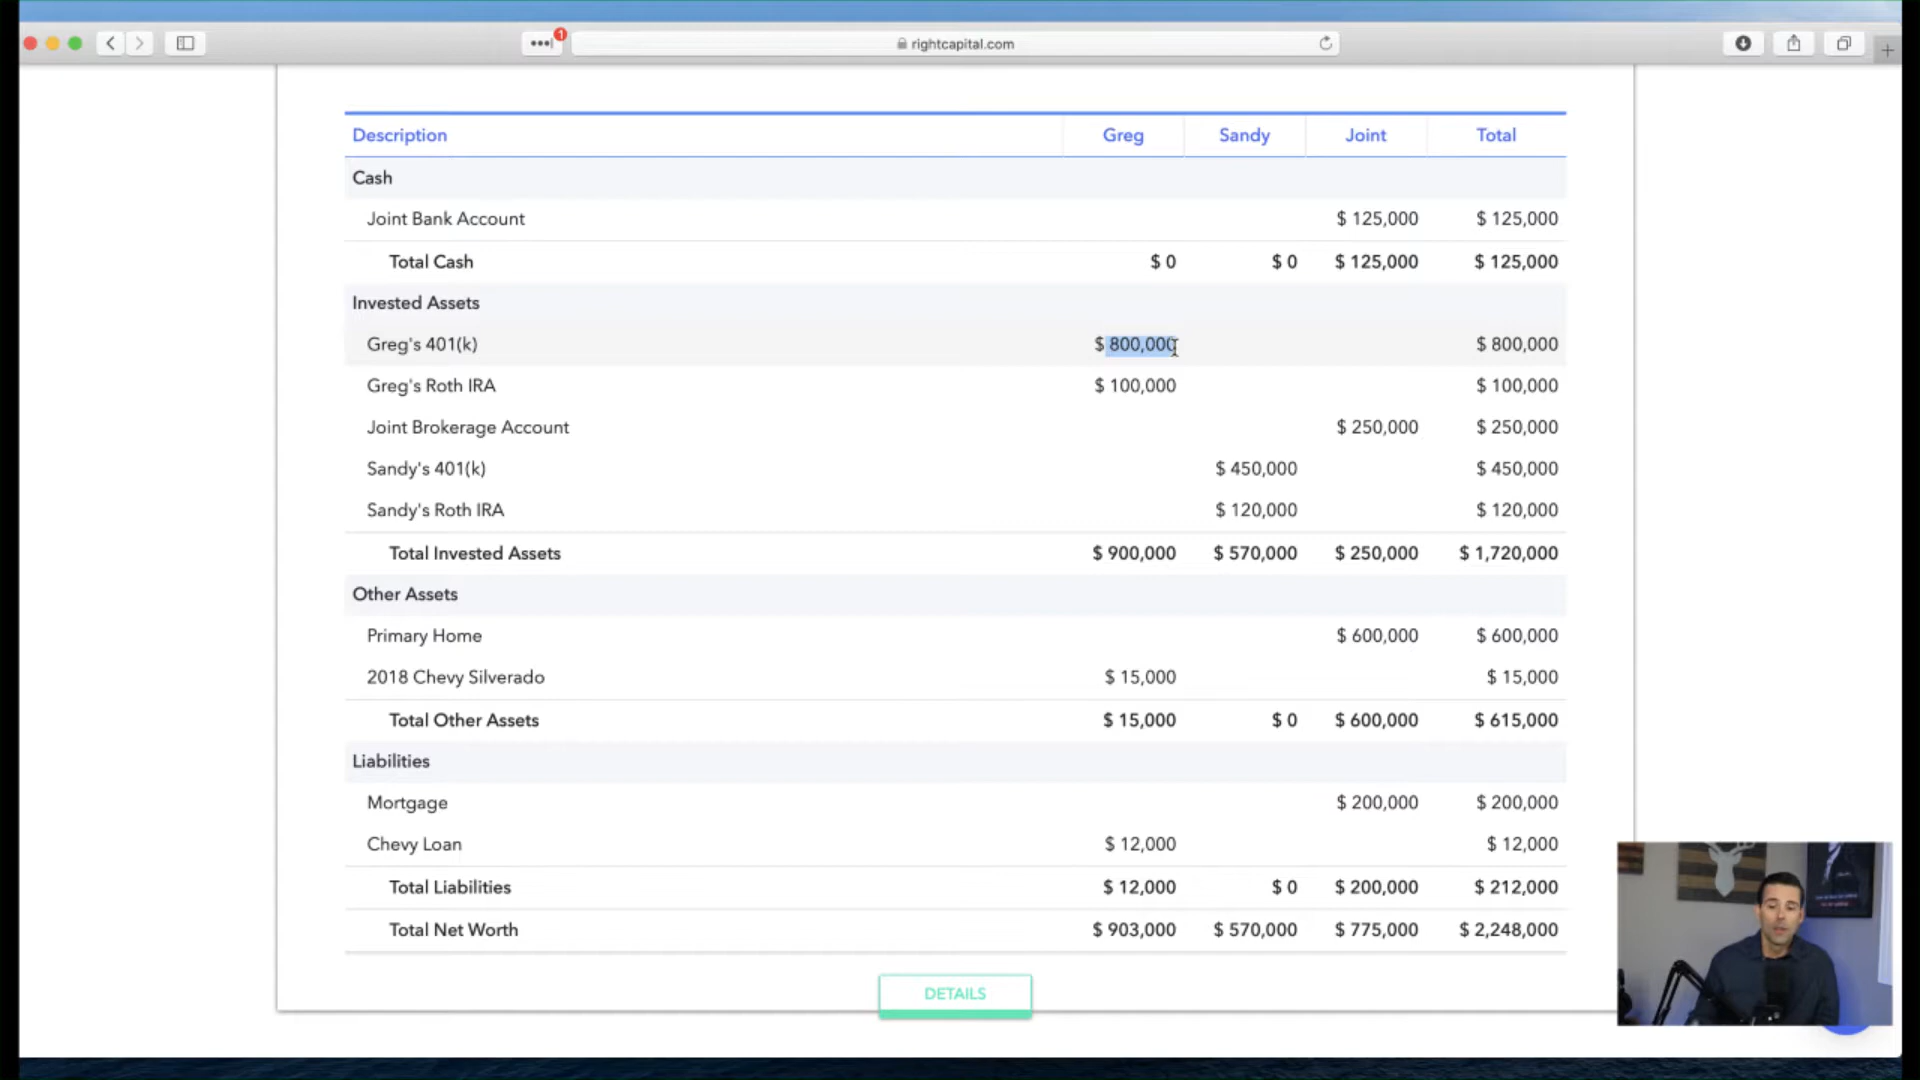 1
rightcapital.com
Description Greg Sandy Joint Total
Cash
Joint Bank Account $ 125,000 $ 125,000
Total Cash $ 0 $ 0 $ 125,000 $ 125,000
Invested Assets
Greg's 401(k) $ 800,000 $ 800,000
Greg's Roth IRA $ 100,000 $ 100,000
Joint Brokerage Account $ 250,000 $ 250,000
Sandy's 401(k) $ 450,000 $ 450,000
Sandy's Roth IRA $ 120,000 $ 120,000
Total Invested Assets $ 900,000 $ 570,000 $ 250,000 $ 1,720,000
Other Assets
Primary Home $ 600,000 $ 600,000
2018 Chevy Silverado $ 15,000 $ 15,000
Total Other Assets $ 15,000 $ 0 $ 600,000 $ 615,000
Liabilities
Mortgage $ 200,000 $ 200,000
Chevy Loan $ 12,000 $ 12,000
Total Liabilities $ 12,000 $ 0 $ 200,000 $ 212,000
Total Net Worth $ 903,000 $ 570,000 $ 775,000 $ 2,248,000
DETAILS